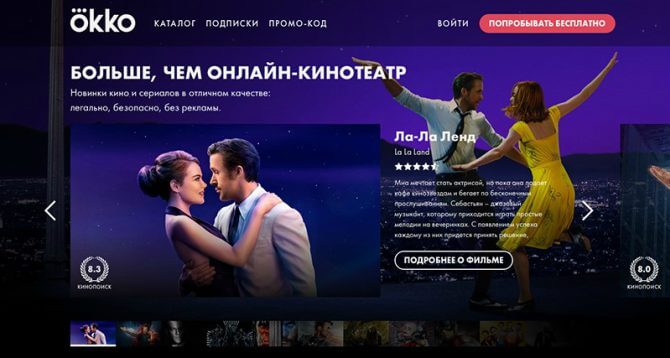 ökko
КАТАЛОГ ПОДПИСКИ ПРОМО-КОД
ВОЙТИ
ПОПРОБЫВАТЬ БЕСПЛАТНО
БОЛЬШЕ, ЧЕМ ОНЛАЙН-КИНОТЕАТР
Новинки кино и сериалов в отличном качестве:
легально, безопасно, без рекламы.
Ла-Ла Ленд
La La Land
Миа мечтает стать актрисой, но пока она подает
кофе кинозвездам и бегает по бесконечным
прослушиваниям. Себастьян – джазовый
музыкант, которому приходится играть простые
мелодии на вечеринках. С появлением успеха
каждому из них придется принять решение,
ПОДРОБНЕЕ О ФИЛЬМЕ
8.3
КИНОПОИСК
8.0
КИНОПОИСК